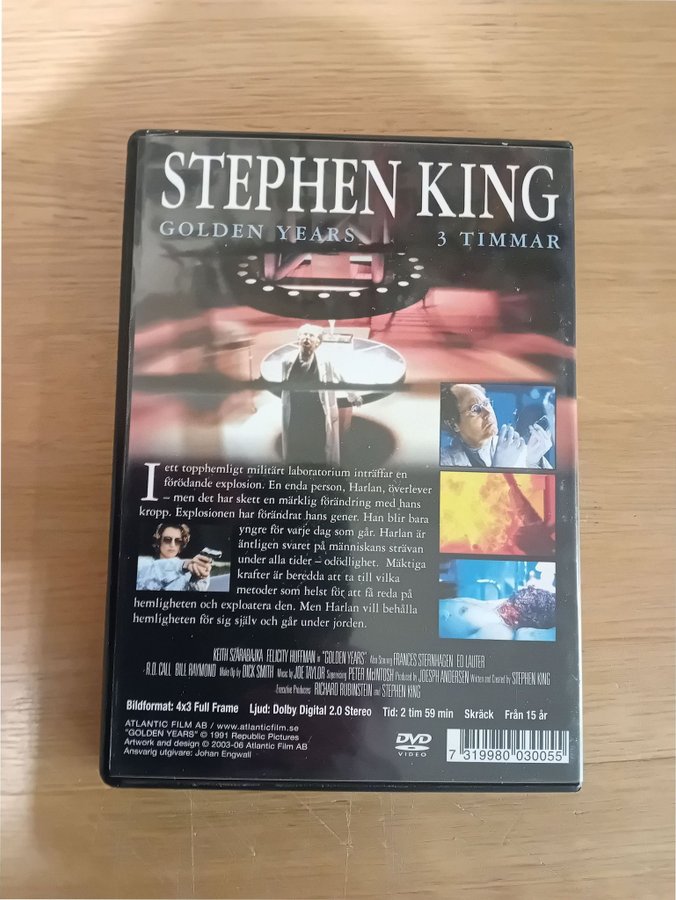 STEPHEN KING
GOLDEN YEARS 3 TIMMAR
I ett topphemligt militärt laboratorium inträffar en
förödande explosion. En enda person, Harlan, överlever
– men det har skett en märklig förändring med hans
kropp. Explosionen har förändrat hans gener. Han blir bara
yngre för varje dag som går. Harlan är
äntligen svaret på människans strävan
under alla tider – odödlighet. Mäktiga
krafter är beredda att ta till vilka
metoder som helst för att få reda på
hemligheten och exploatera den. Men Harlan vill behålla
hemligheten för sig själv och går under jorden.
KEITH SZARABAJKA FELICITY HUFFMAN in "GOLDEN YEARS" Also Starring FRANCES STERNHAGEN ED LAUTER
R.D. CALL BILL RAYMOND Make Up by DICK SMITH Music by JOE TAYLOR Supervising PETER McINTOSH Produced by JOESPH ANDERSEN Written and Created by STEPHEN KING
Executive Producers RICHARD RUBINSTEIN and STEPHEN KING
Bildformat: 4x3 Full Frame Ljud: Dolby Digital 2.0 Stereo Tid: 2 tim 59 min Skräck Från 15 år
ATLANTIC FILM AB / www.atlanticfilm.se
"GOLDEN YEARS" © 1991 Republic Pictures
Artwork and design © 2003-06 Atlantic Film AB
Ansvarig utgivare: Johan Engwall
DVD
VIDEO
7 319980 030055